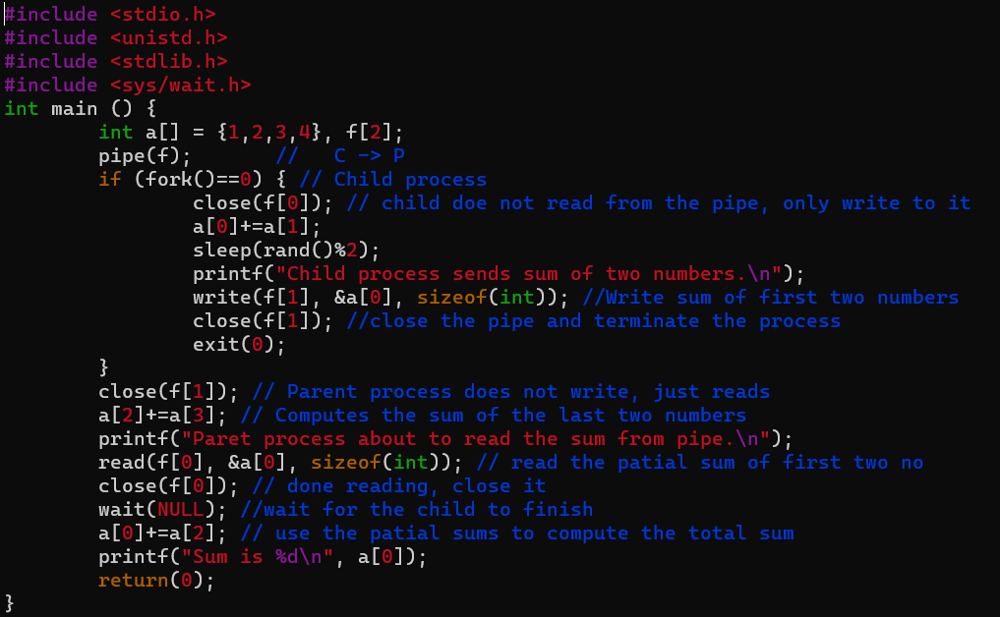 #include <stdio.h>
#include <unistd.h>
#include <stdlib.h>
#include <sys/wait.h>
int main () {
        int a[] = {1,2,3,4}, f[2];
        pipe(f);       //   C -> P
        if (fork()==0) { // Child process
                close(f[0]); // child doe not read from the pipe, only write to it
                a[0]+=a[1];
                sleep(rand()%2);
                printf("Child process sends sum of two numbers.\n");
                write(f[1], &a[0], sizeof(int)); //Write sum of first two numbers
                close(f[1]); //close the pipe and terminate the process
                exit(0);
        }
        close(f[1]); // Parent process does not write, just reads
        a[2]+=a[3]; // Computes the sum of the last two numbers
        printf("Paret process about to read the sum from pipe.\n");
        read(f[0], &a[0], sizeof(int)); // read the patial sum of first two no
        close(f[0]); // done reading, close it
        wait(NULL); //wait for the child to finish
        a[0]+=a[2]; // use the patial sums to compute the total sum
        printf("Sum is %d\n", a[0]);
        return(0);
}